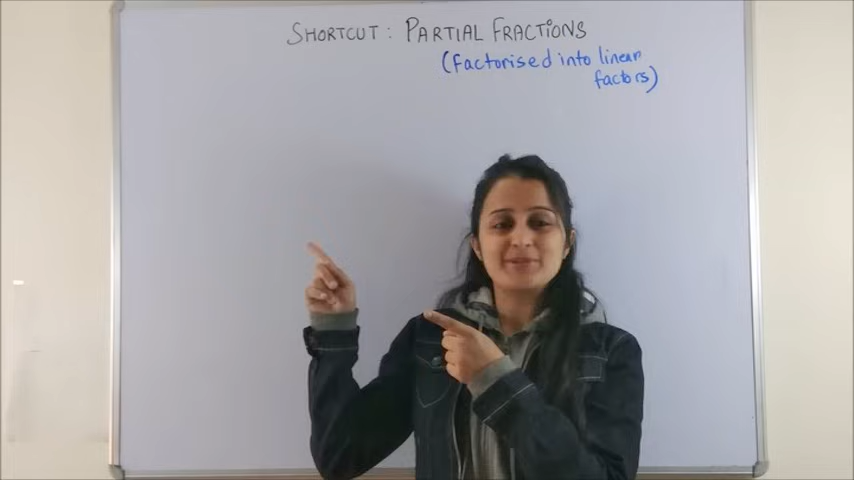 SHORTCUT: PARTIAL FRACTIONS
(factorised into linear
factors)